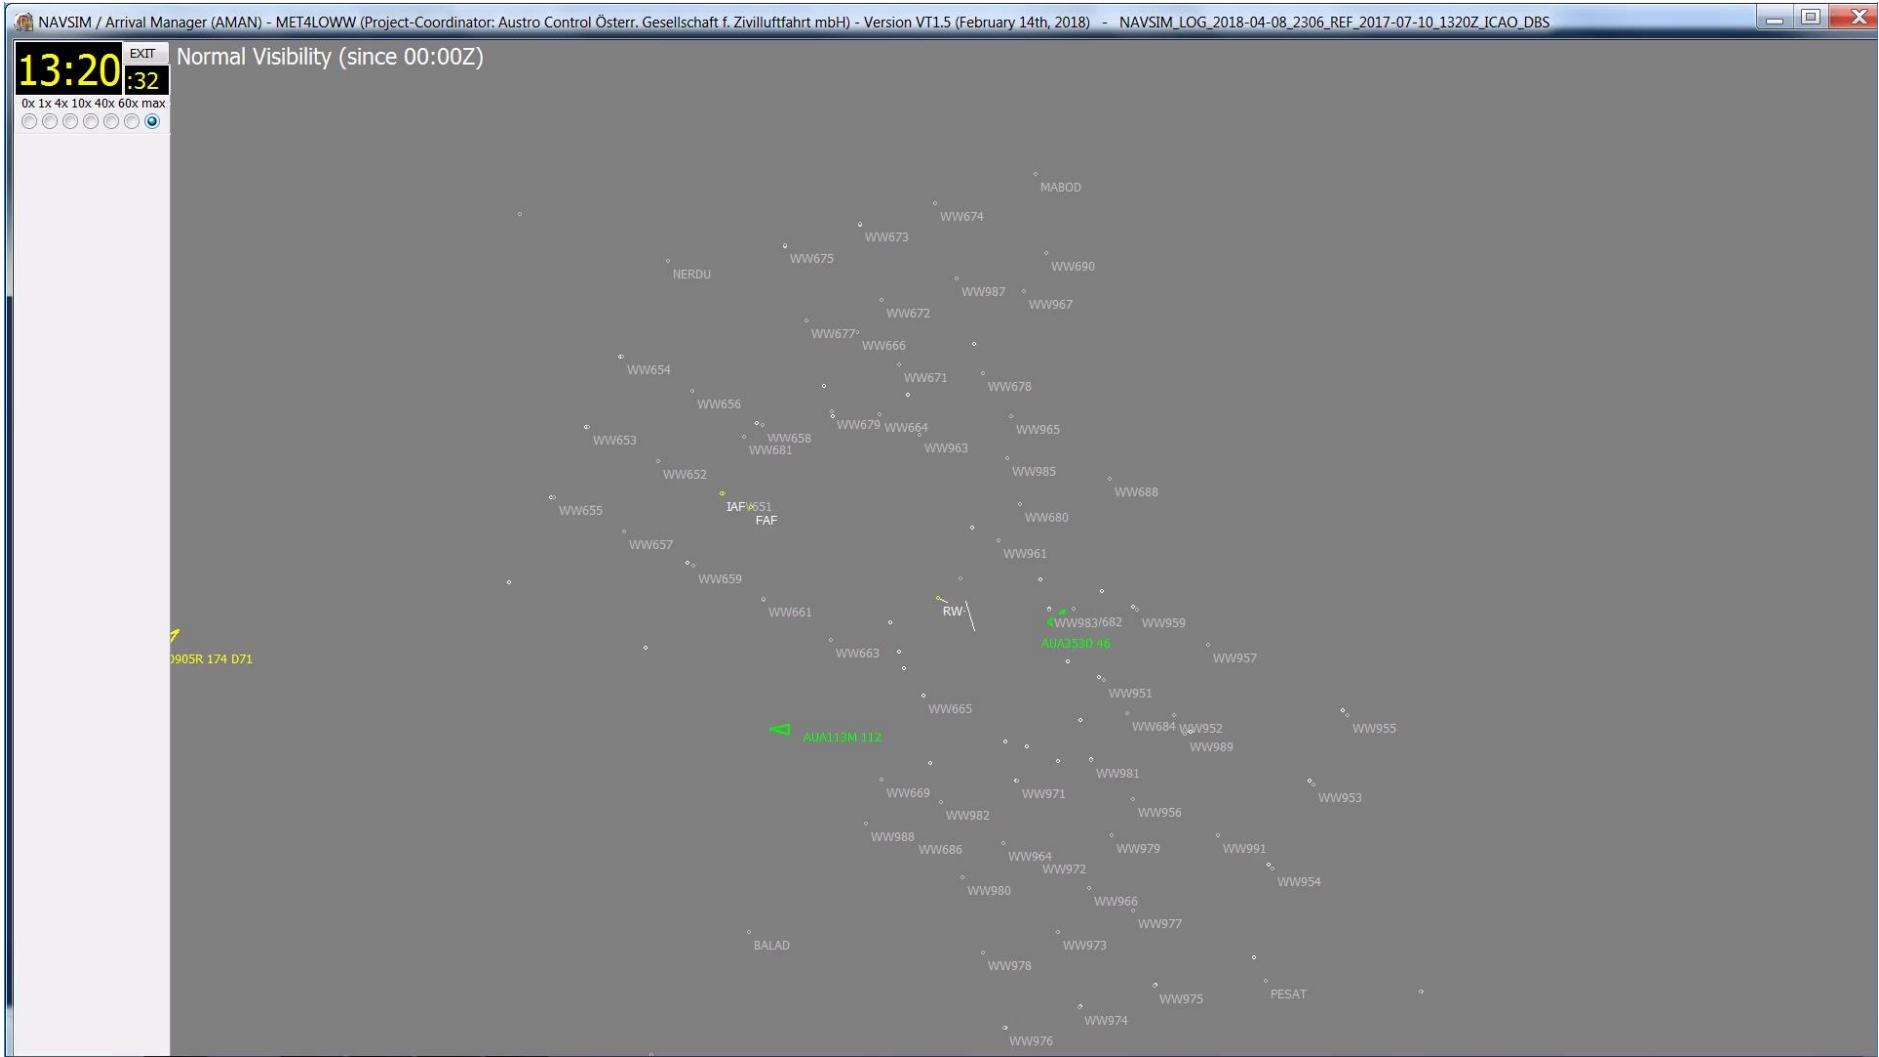 NAVSIM / Arrival Manager (AMAN) - MET4LOWW (Project-Coordinator: Austro Control Österr. Gesellschaft f. Zivilluftfahrt mbH) - Version VT1.5 (February 14th, 2018) - NAVSIM_LOG_2018-04-08_2306_REF_2017-07-10_1320Z_ICAO_DBS
13:20 :32 EXIT
Normal Visibility (since 00:00Z)
0x 1x 4x 10x 40x 60x max
MABOD
WW674
WW673
WW675
WW690
NERDU
WW987
WW967
WW672
WW677
WW666
WW654
WW671
WW678
WW656
WW679
WW664
WW965
WW653
WW658
WW681
WW963
WW652
WW985
WW688
WW655
IAF
651
WW680
FAF
WW657
WW961
WW659
WW661
RW
WW983
/682
WW959
AUA353D 46
WW663
WW957
905R 174 D71
WW951
WW665
WW684
WW952
WW955
AUA113M 112
WW989
WW981
WW669
WW971
WW953
WW982
WW956
WW988
WW686
WW979
WW991
WW964
WW972
WW954
WW980
WW966
WW977
BALAD
WW973
WW978
PESAT
WW975
WW974
WW976